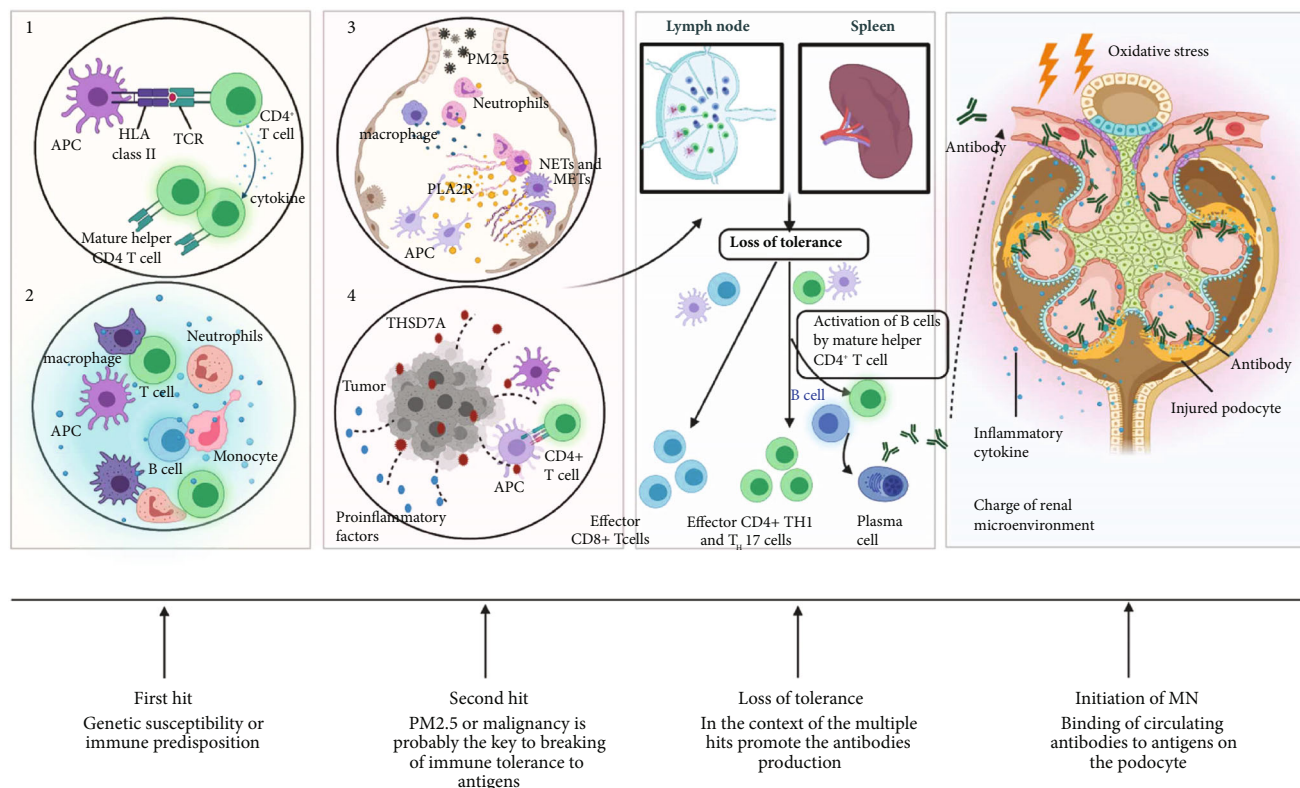 1
APC
HLA
class II
TCR
CD4+
T cell
cytokine
Mature helper
CD4 T cell
2
macrophage
T cell
Neutrophils
APC
B cell
Monocyte
3
PM2.5
Neutrophils
macrophage
NETs and
METs
PLA2R
APC
4
THSD7A
Tumor
CD4+
T cell
APC
Proinflammatory
factors
Lymph node
Spleen
Loss of tolerance
Activation of B cells
by mature helper
CD4+ T cell
B cell
Effector
CD8+ Tcells
Effector CD4+ TH1
and TH 17 cells
Plasma
cell
Oxidative stress
Antibody
Antibody
Injured podocyte
Inflammatory
cytokine
Charge of renal
microenvironment
First hit
Genetic susceptibility or
immune predisposition
Second hit
PM2.5 or malignancy is
probably the key to breaking
of immune tolerance to
antigens
Loss of tolerance
In the context of the multiple
hits promote the antibodies
production
Initiation of MN
Binding of circulating
antibodies to antigens on
the podocyte